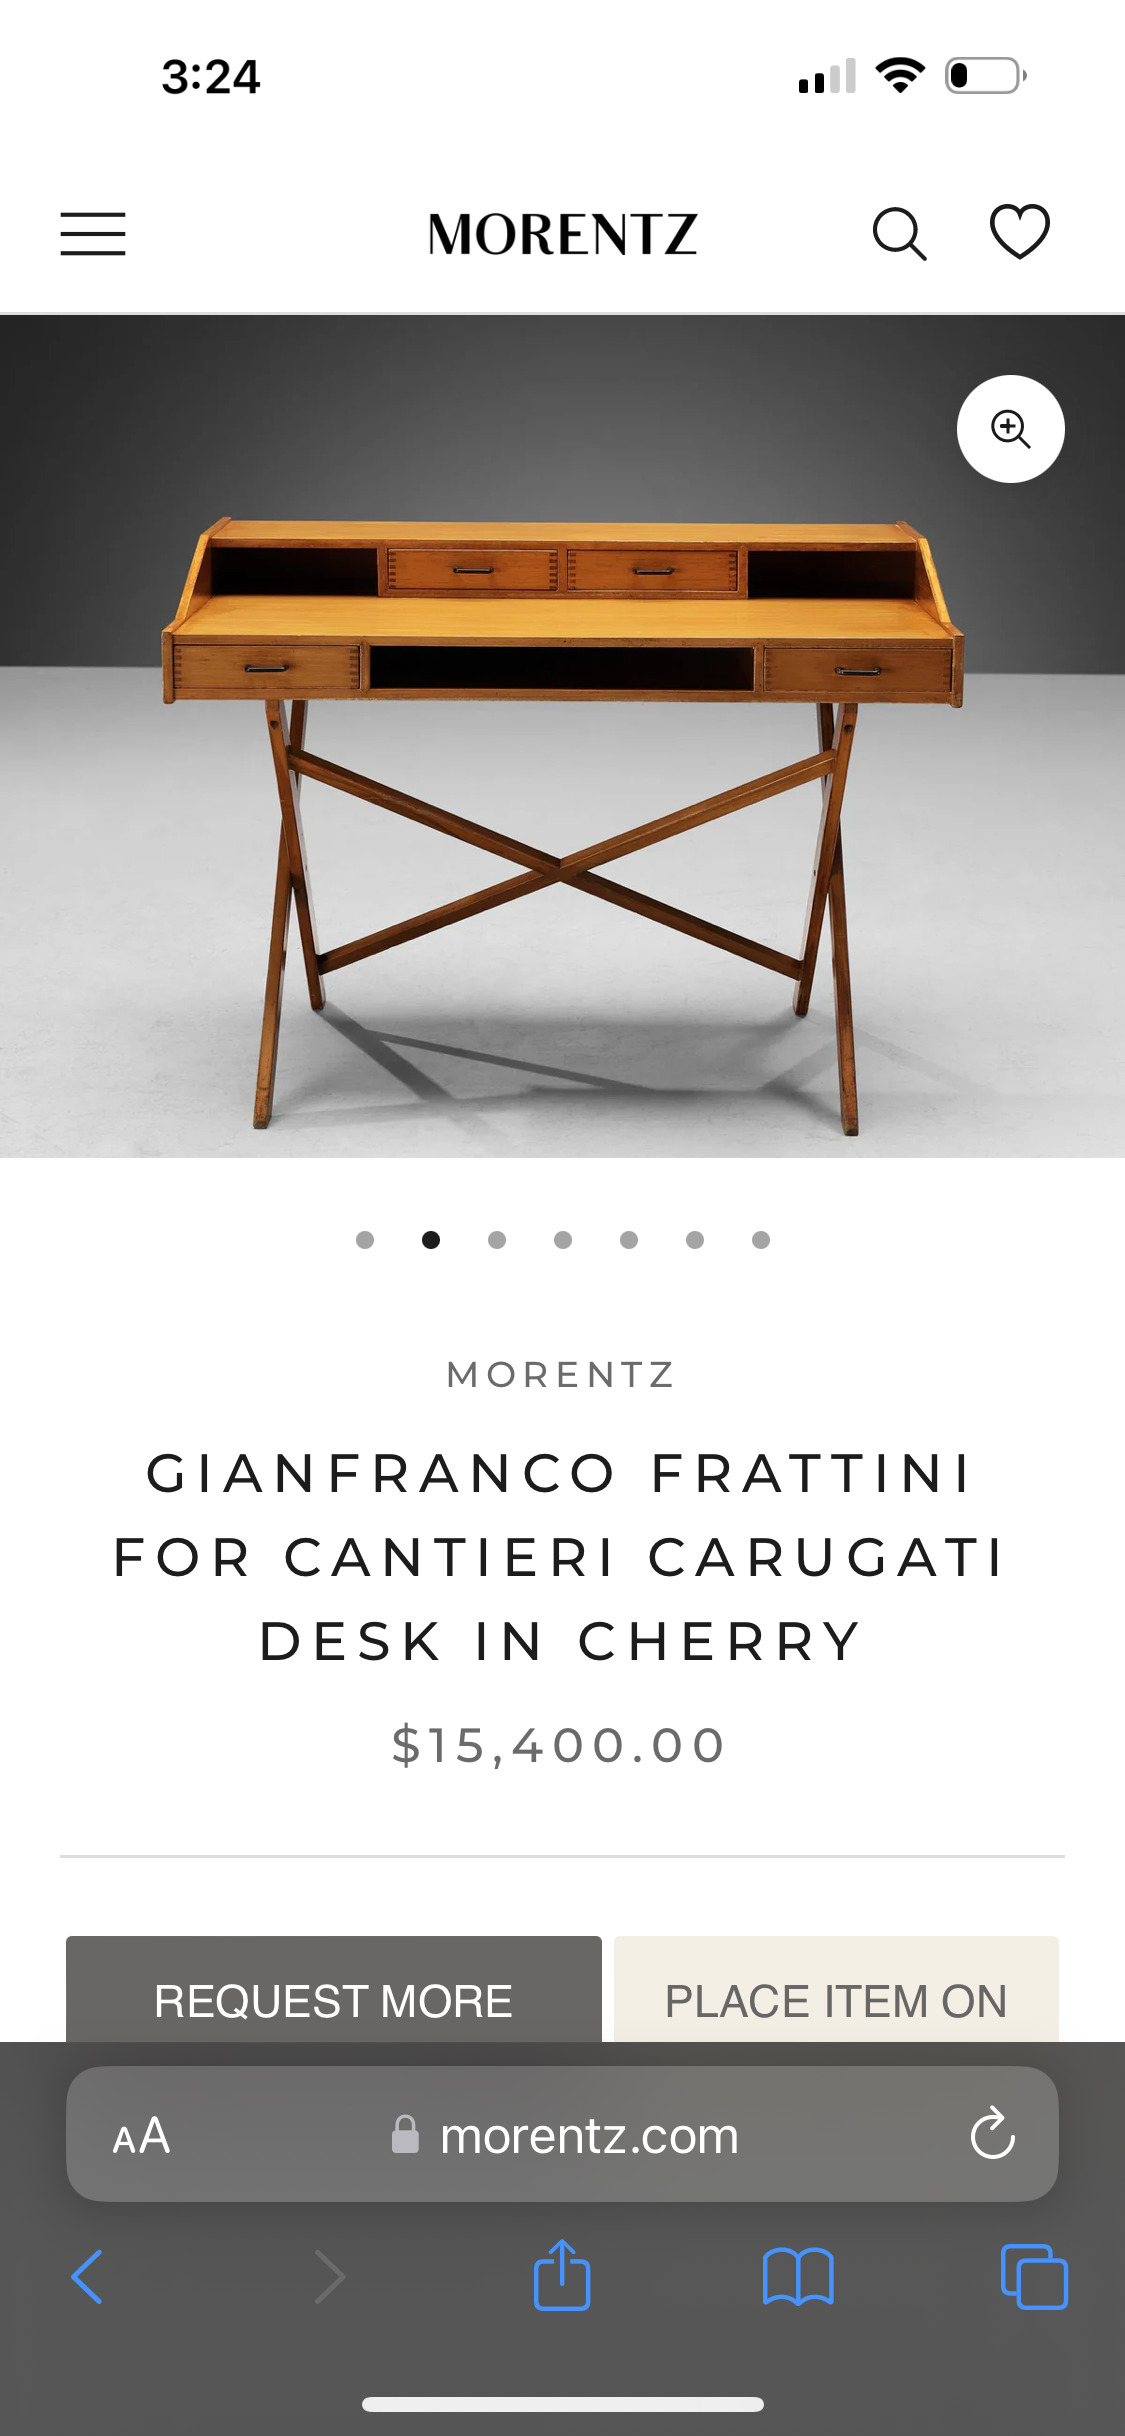 3:24
MORENTZ
MORENTZ
GIANFRANCO FRATTINI
FOR CANTIERI CARUGATI
DESK IN CHERRY
$15,400.00
REQUEST MORE
PLACE ITEM ON
AA
morentz.com